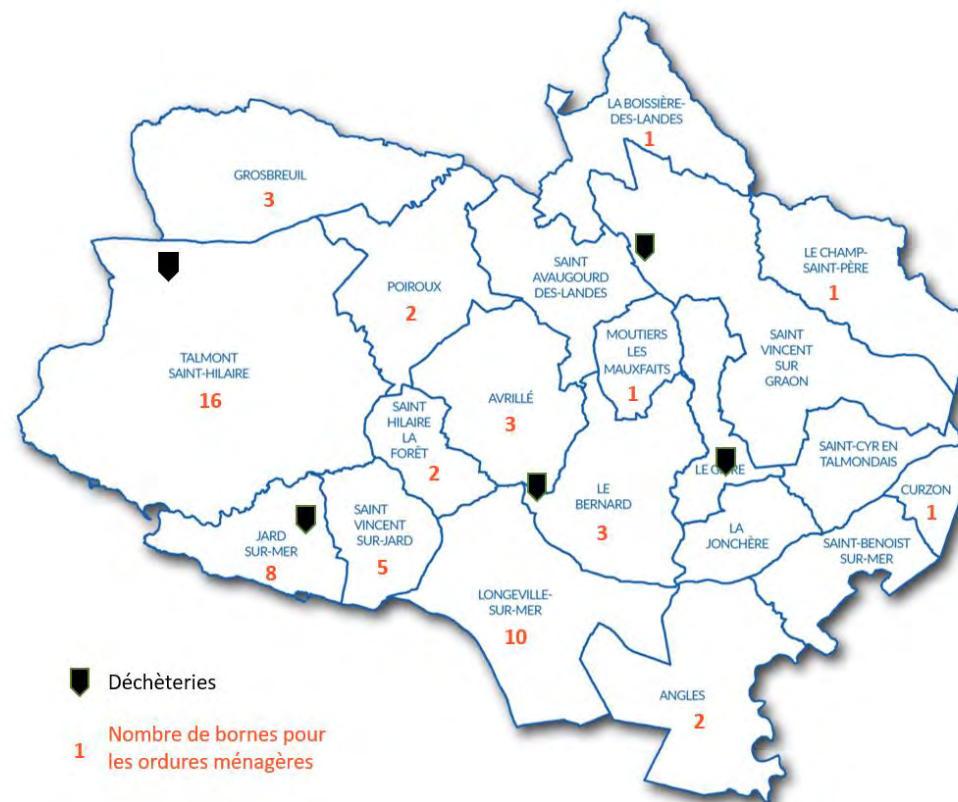 LA BOISSIÈRE-
DES-LANDES
1
GROSBREUIL
3
LE CHAMP-
SAINT-PÈRE
1
SAINT
AVAUGOURD
DES-LANDES
POIROUX
2
MOUTIERS
LES
MAUXFAITS
1
SAINT
VINCENT
SUR
GRAON
TALMONT
SAINT-HILAIRE
16
AVRILLÉ
3
SAINT
HILAIRE
LA
FORÊT
2
SAINT-CYR EN
TALMONDAIS
LE GIVRE
CURZON
1
LE
BERNARD
3
SAINT
VINCENT
SUR-JARD
5
JARD
SUR-MER
8
LA
JONCHÈRE
SAINT-BENOIST
SUR-MER
LONGEVILLE-
SUR-MER
10
ANGLES
2
Déchèteries
1 Nombre de bornes pour
les ordures ménagères